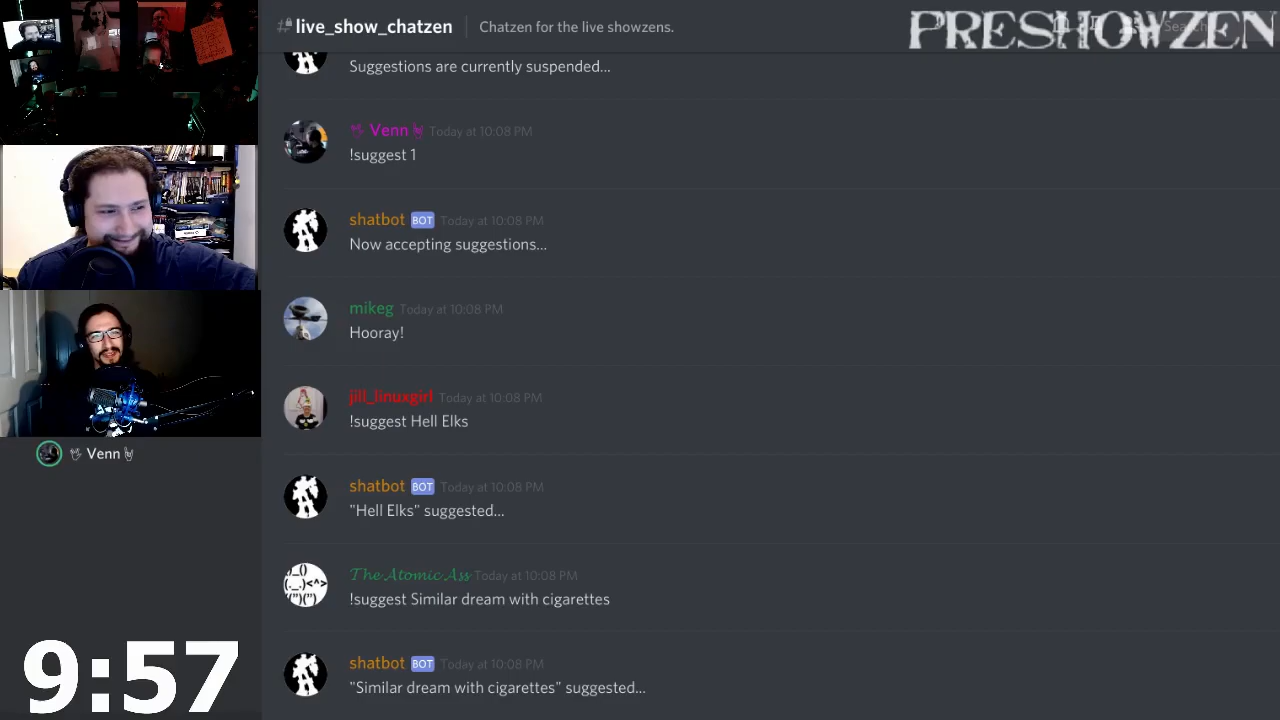 live_show_chatzen
Chatzen for the live showzens.
PRESHOWZEN
Search
Suggestions are currently suspended...
Venn Today at 10:08 PM
!suggest 1
shatbot BOT Today at 10:08 PM
Now accepting suggestions...
mikeg Today at 10:08 PM
Hooray!
jill_linuxgirl Today at 10:08 PM
!suggest Hell Elks
shatbot BOT Today at 10:08 PM
"Hell Elks" suggested...
The Atomic Ass Today at 10:08 PM
!suggest Similar dream with cigarettes
shatbot BOT Today at 10:08 PM
"Similar dream with cigarettes" suggested...
Venn
9:57